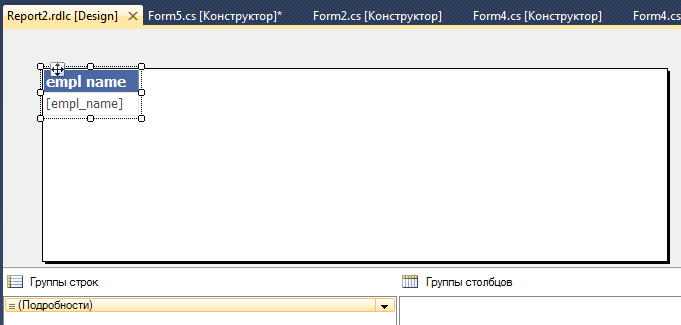 Report2.rdlc [Design] Form5.cs [Конструктор]* Form2.cs [Конструктор] Form4.cs [Конструктор] Form4.cs
empl name
[empl_name]
Группы строк Группы столбцов
(Подробности)